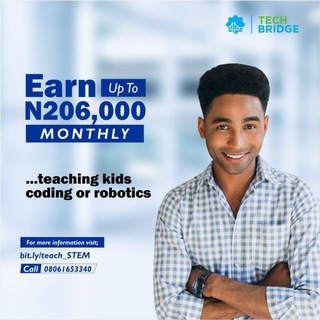 TECH
BRIDGE
Earn Up To
N206,000
MONTHLY
...teaching kids
coding or robotics
For more information visit;
bit.ly/teach_STEM
Call 08061653340